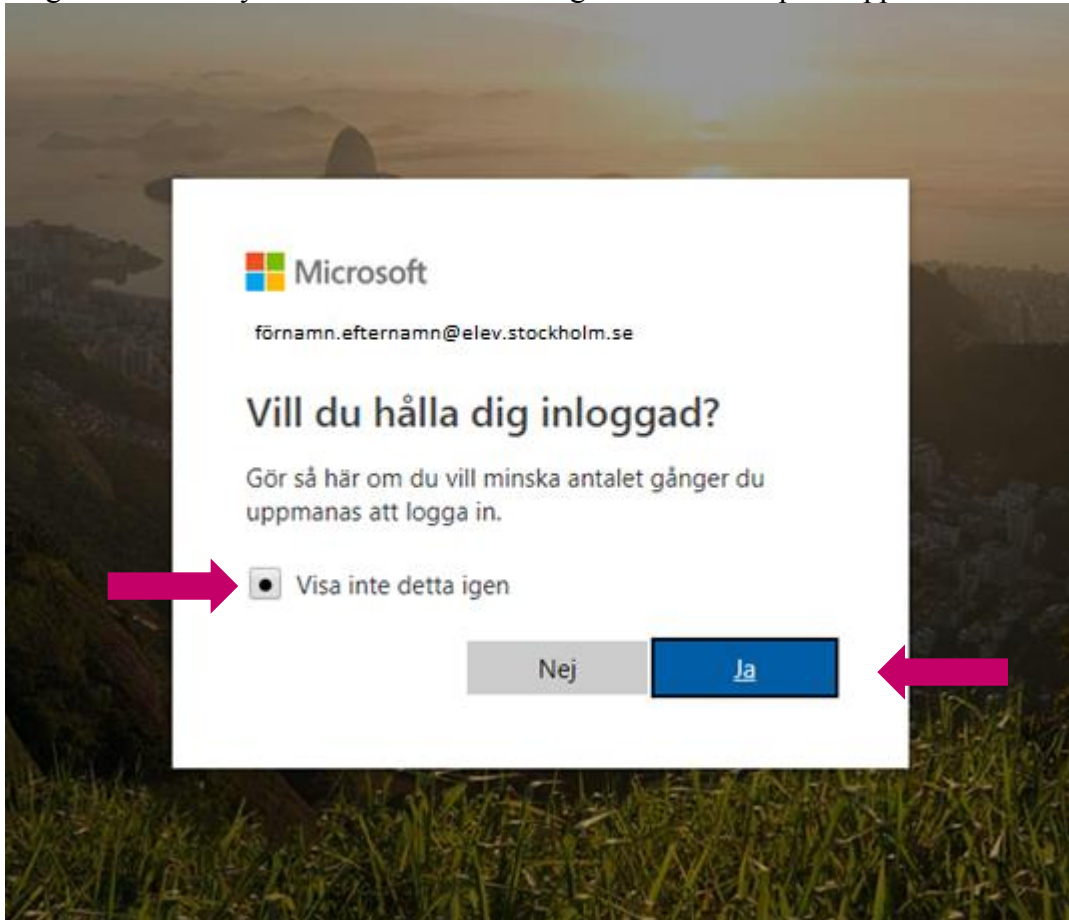 Microsoft
förnamn.efternamn@elev.stockholm.se
Vill du hålla dig inloggad?
Gör så här om du vill minska antalet gånger du
uppmanas att logga in.
Visa inte detta igen
Nej
Ja